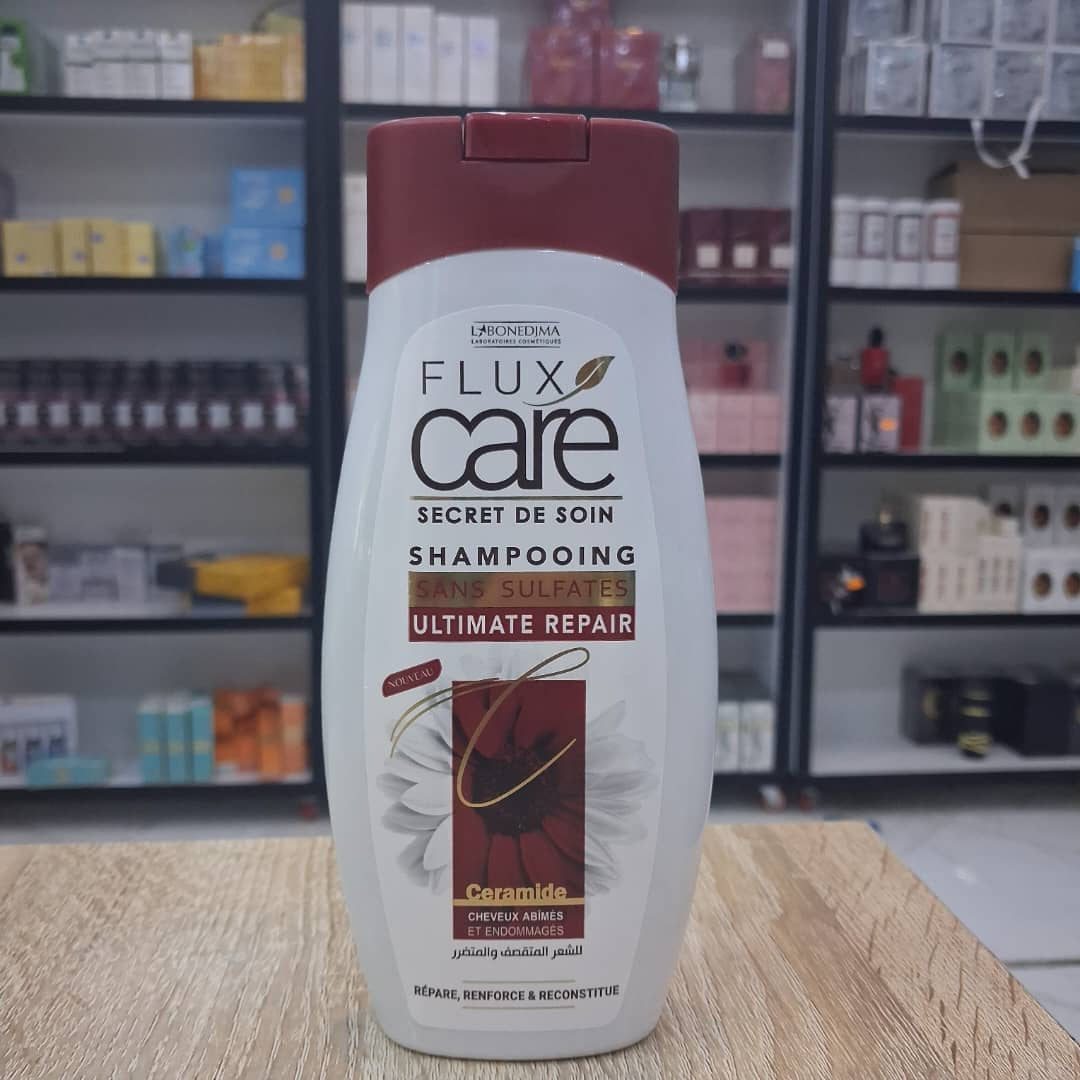 LABONEDJMA
LABORATOIRES COSMÉTIQUES
FLUX
care
SECRET DE SOIN
SHAMPOOING
SANS SULFATES
ULTIMATE REPAIR
NOUVEAU
Ceramide
CHEVEUX ABÎMÉS
ET ENDOMMAGÉS
للشعر المتقصف والمتضرر
RÉPARE, RENFORCE & RECONSTITUE